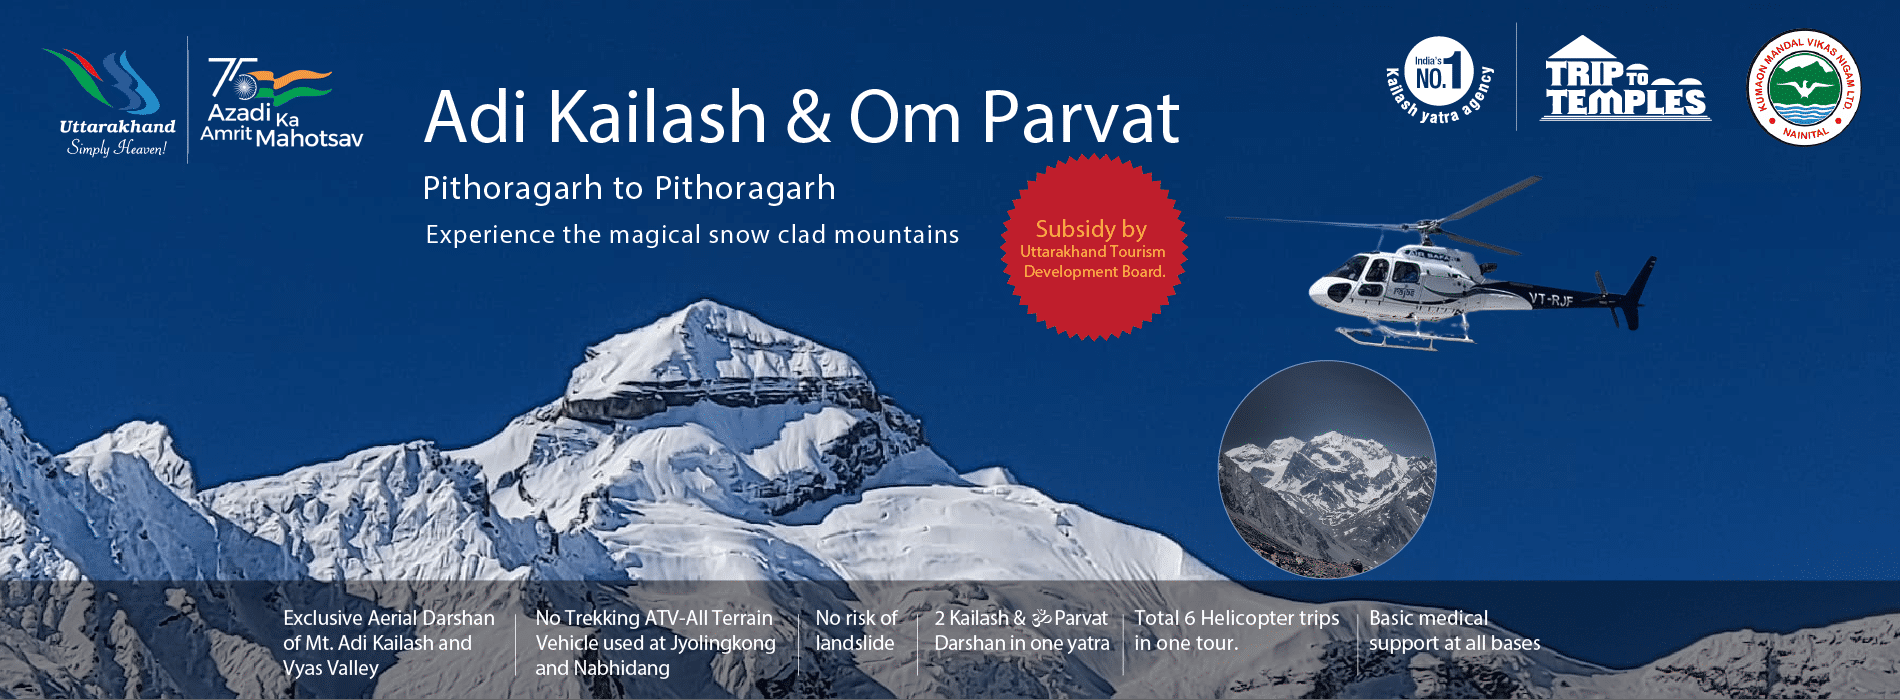 Uttarakhand
Simply Heaven!
75
Azadi Ka
Amrit Mahotsav
Adi Kailash & Om Parvat
Pithoragarh to Pithoragarh
Experience the magical snow clad mountains
Subsidy by
Uttarakhand Tourism
Development Board.
India's
NO.1
Kailash yatra agency
TRIP TO
TEMPLES
KUMAON MANDAL VIKAS NIGAM LTD.
NAINITAL
VT-RJF
Exclusive Aerial Darshan
of Mt. Adi Kailash and
Vyas Valley
No Trekking ATV-All Terrain
Vehicle used at Jyolingkong
and Nabhidang
No risk of
landslide
2 Kailash & ॐ Parvat
Darshan in one yatra
Total 6 Helicopter trips
in one tour.
Basic medical
support at all bases